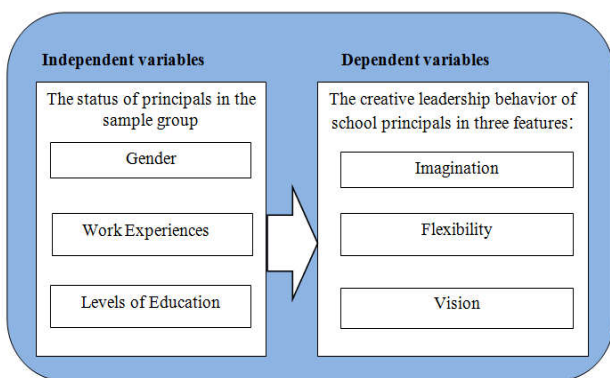 Independent variables
The status of principals in the
sample group
Gender
Work Experiences
Levels of Education
Dependent variables
The creative leadership behavior of
school principals in three features:
Imagination
Flexibility
Vision